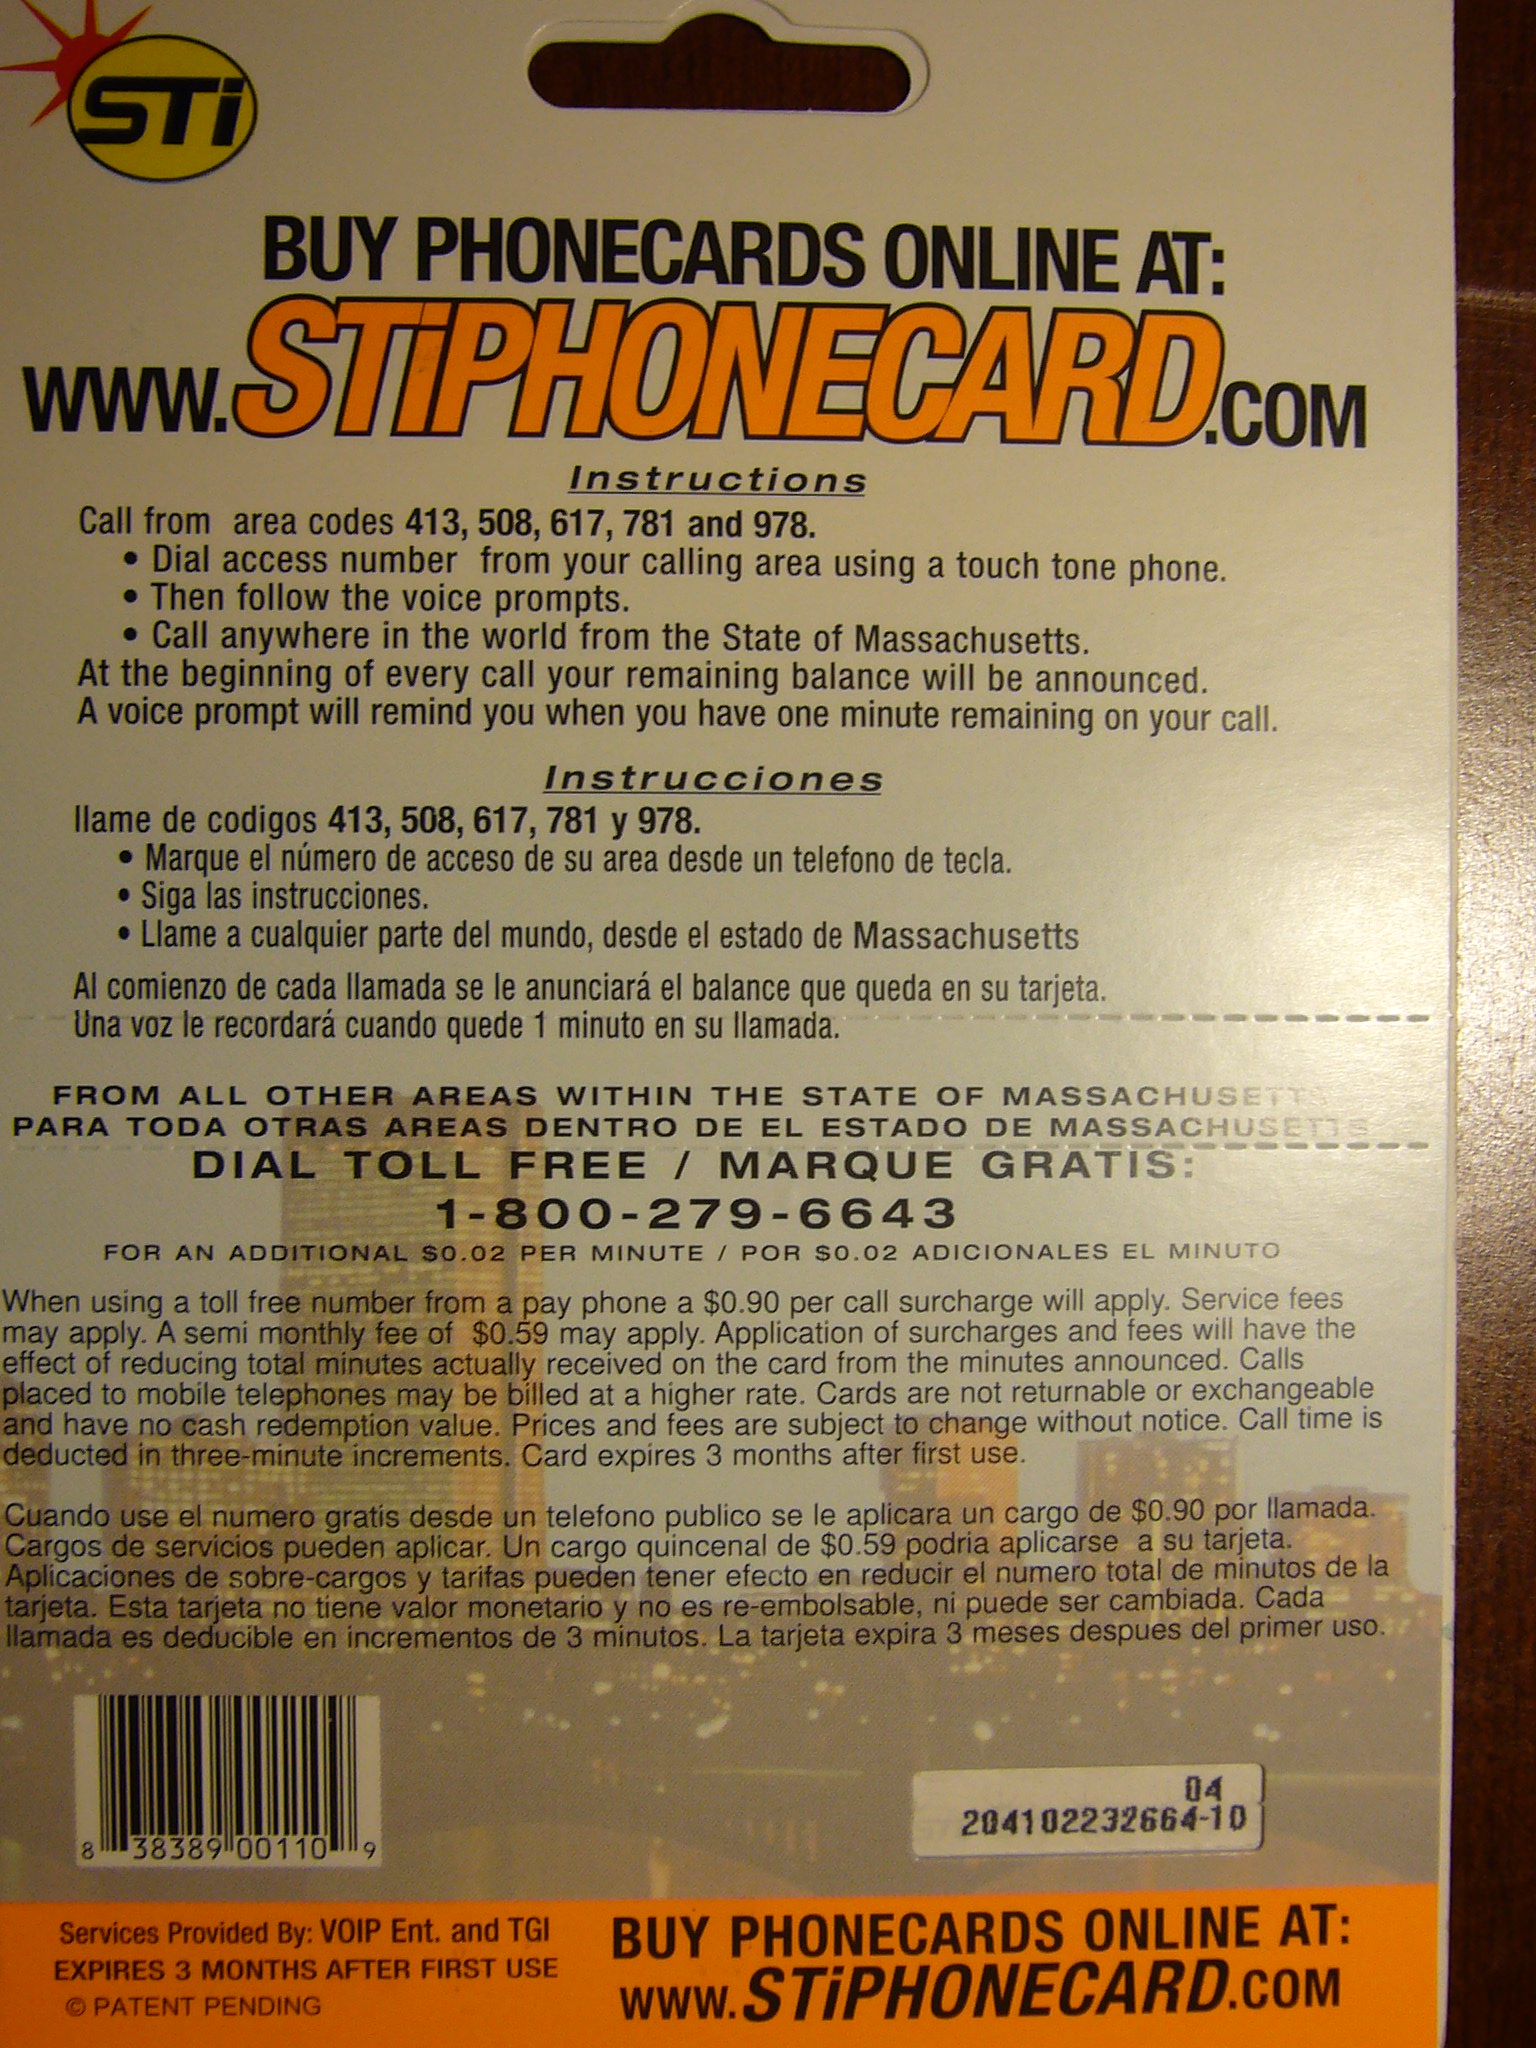 STi
BUY PHONECARDS ONLINE AT:
WWW.STiPHONECARD.COM
Instructions
Call from area codes 413, 508, 617, 781 and 978.
• Dial access number from your calling area using a touch tone phone.
• Then follow the voice prompts.
• Call anywhere in the world from the State of Massachusetts.
At the beginning of every call your remaining balance will be announced.
A voice prompt will remind you when you have one minute remaining on your call.
Instrucciones
llame de codigos 413, 508, 617, 781 y 978.
• Marque el número de acceso de su area desde un telefono de tecla.
• Siga las instrucciones.
• Llame a cualquier parte del mundo, desde el estado de Massachusetts
Al comienzo de cada llamada se le anunciará el balance que queda en su tarjeta.
Una voz le recordará cuando quede 1 minuto en su llamada.
FROM ALL OTHER AREAS WITHIN THE STATE OF MASSACHUSETTS
PARA TODA OTRAS AREAS DENTRO DE EL ESTADO DE MASSACHUSETTS
DIAL TOLL FREE / MARQUE GRATIS:
1-800-279-6643
FOR AN ADDITIONAL $0.02 PER MINUTE / POR $0.02 ADICIONALES EL MINUTO
When using a toll free number from a pay phone a $0.90 per call surcharge will apply. Service fees
may apply. A semi monthly fee of $0.59 may apply. Application of surcharges and fees will have the
effect of reducing total minutes actually received on the card from the minutes announced. Calls
placed to mobile telephones may be billed at a higher rate. Cards are not returnable or exchangeable
and have no cash redemption value. Prices and fees are subject to change without notice. Call time is
deducted in three-minute increments. Card expires 3 months after first use.
Cuando use el numero gratis desde un telefono publico se le aplicara un cargo de $0.90 por llamada.
Cargos de servicios pueden aplicar. Un cargo quincenal de $0.59 podria aplicarse a su tarjeta.
Aplicaciones de sobre-cargos y tarifas pueden tener efecto en reducir el numero total de minutos de la
tarjeta. Esta tarjeta no tiene valor monetario y no es re-embolsable, ni puede ser cambiada. Cada
llamada es deducible en incrementos de 3 minutos. La tarjeta expira 3 meses despues del primer uso.
8 38389 00110 9
04
204102232664-10
Services Provided By: VOIP Ent. and TGI
EXPIRES 3 MONTHS AFTER FIRST USE
© PATENT PENDING
BUY PHONECARDS ONLINE AT:
WWW.STiPHONECARD.COM